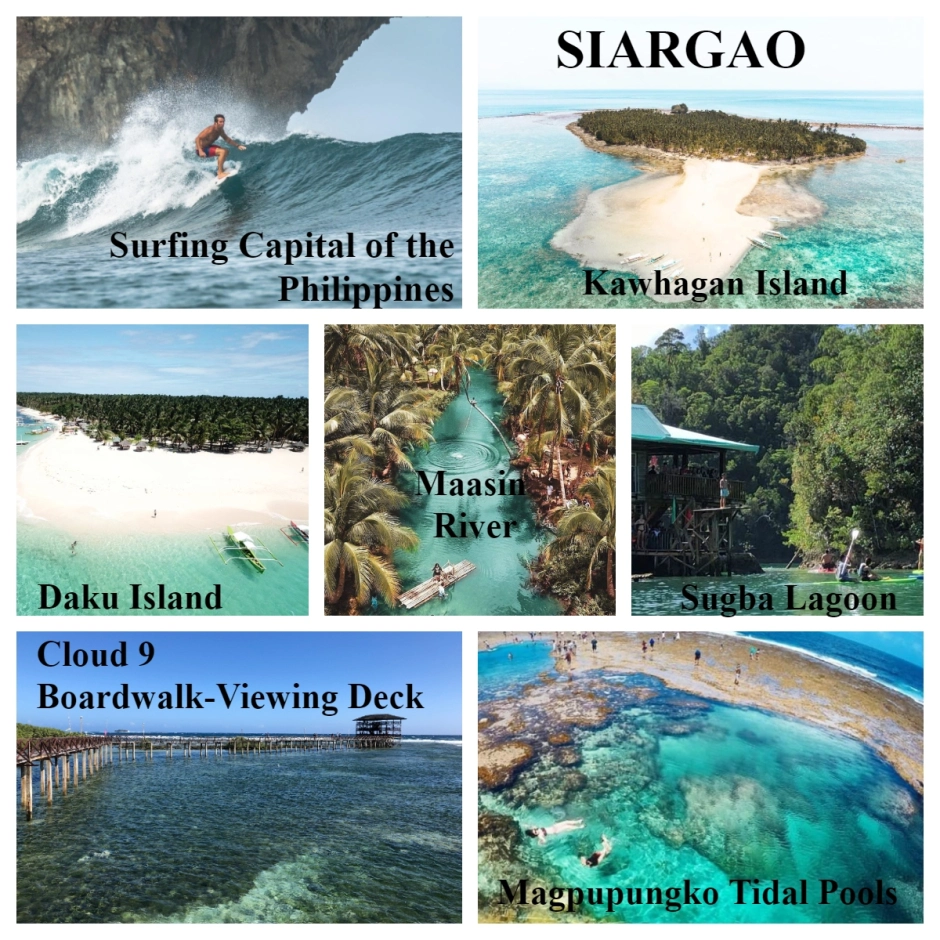 SIARGAO
Surfing Capital of the
Philippines
Kawhagan Island
Daku Island
Maasin
River
Sugba Lagoon
Cloud 9
Boardwalk-Viewing Deck
Magpupungko Tidal Pools